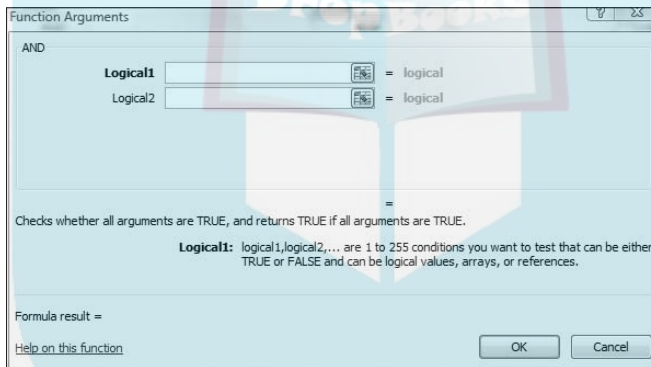 Function Arguments
Drop Books
AND
Logical1 = logical
Logical2 = logical
=
Checks whether all arguments are TRUE, and returns TRUE if all arguments are TRUE.
Logical1: logical1,logical2,... are 1 to 255 conditions you want to test that can be either
TRUE or FALSE and can be logical values, arrays, or references.
Formula result =
Help on this function
OK Cancel